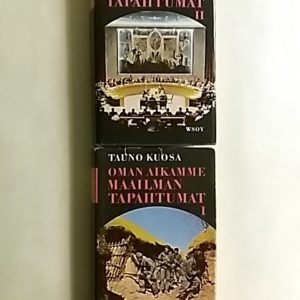 TAPAHTUMAT
II
WSOY
TAUNO KUOSA
OMAN AIKAMME
MAAILMAN
TAPAHTUMAT
I